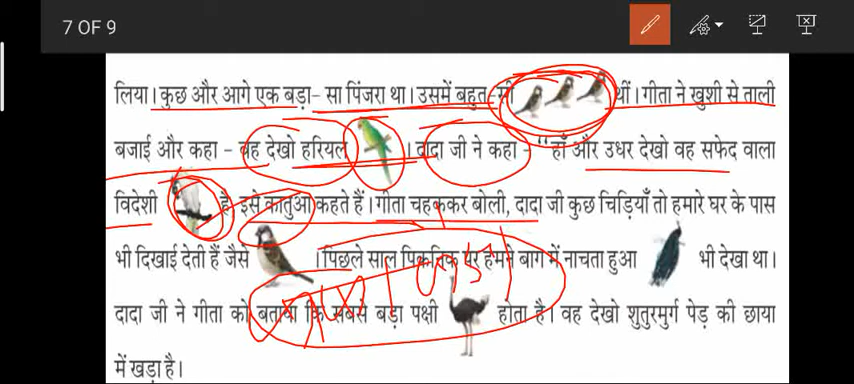 7 OF 9
लिया। कुछ और आगे एक बड़ा- सा पिंजरा था। उसमें बहुत -सी थीं। गीता ने खुशी से ताली
बजाई और कहा - वह देखो हरियल । दादा जी ने कहा - "हाँ और उधर देखो वह सफेद वाला
विदेशी है, इसे कातुआ कहते हैं। गीता चहककर बोली, दादा जी कुछ चिड़ियाँ तो हमारे घर के पास
भी दिखाई देती हैं जैसे । पिछले साल पिकनिक पर हमने बाग में नाचता हुआ भी देखा था।
दादा जी ने गीता को बताया कि सबसे बड़ा पक्षी होता है। वह देखो शुतुरमुर्ग पेड़ की छाया
में खड़ा है।